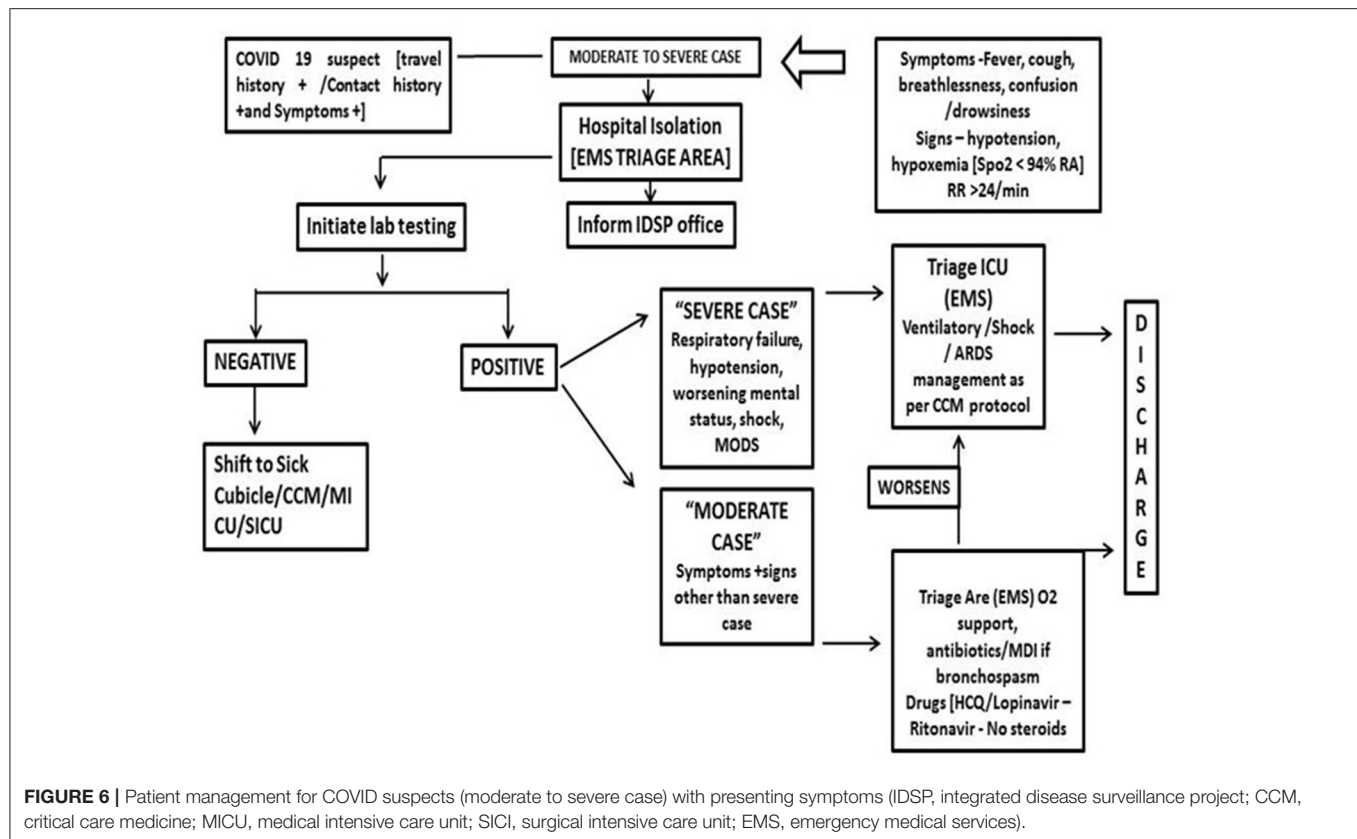 COVID 19 suspect [travel
history + /Contact history
+and Symptoms +]
MODERATE TO SEVERE CASE
Symptoms -Fever, cough,
breathlessness, confusion
/drowsiness
Signs – hypotension,
hypoxemia [Spo2 < 94% RA]
RR >24/min
Hospital Isolation
[EMS TRIAGE AREA]
Initiate lab testing
Inform IDSP office
NEGATIVE
POSITIVE
Shift to Sick
Cubicle/CCM/MI
CU/SICU
"SEVERE CASE"
Respiratory failure,
hypotension,
worsening mental
status, shock,
MODS
"MODERATE
CASE"
Symptoms +signs
other than severe
case
Triage ICU
(EMS)
Ventilatory /Shock
/ ARDS
management as
per CCM protocol
WORSENS
Triage Are (EMS) O2
support,
antibiotics/MDI if
bronchospasm
Drugs [HCQ/Lopinavir –
Ritonavir - No steroids
D
I
S
C
H
A
R
G
E
FIGURE 6 | Patient management for COVID suspects (moderate to severe case) with presenting symptoms (IDSP, integrated disease surveillance project; CCM,
critical care medicine; MICU, medical intensive care unit; SICI, surgical intensive care unit; EMS, emergency medical services).